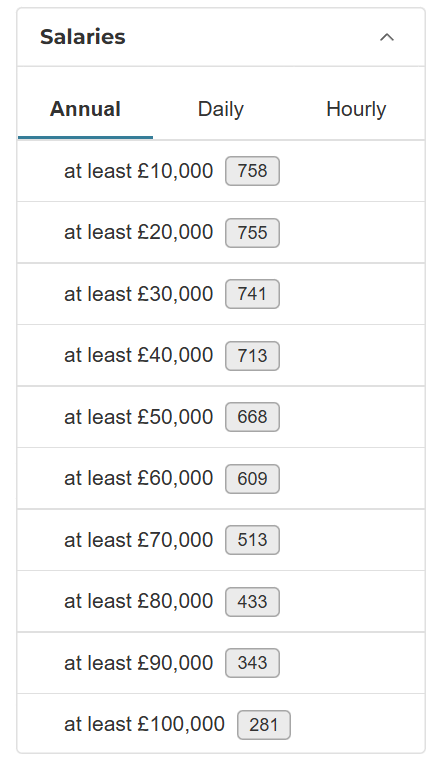 Salaries
Annual Daily Hourly
at least £10,000 758
at least £20,000 755
at least £30,000 741
at least £40,000 713
at least £50,000 668
at least £60,000 609
at least £70,000 513
at least £80,000 433
at least £90,000 343
at least £100,000 281